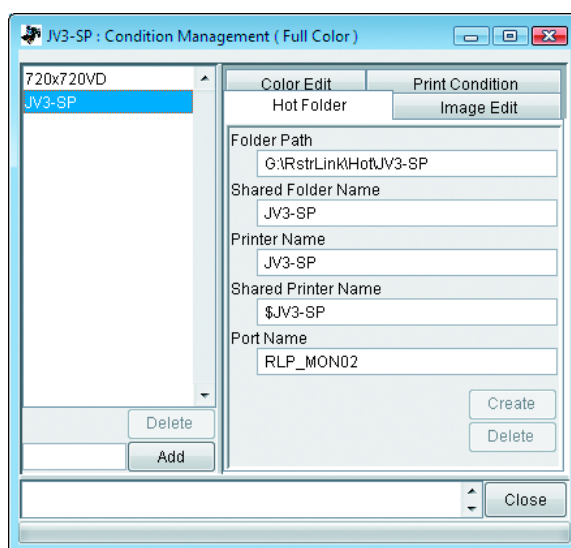 JV3-SP : Condition Management ( Full Color )
720x720VD
JV3-SP
Delete
Add
Color Edit
Print Condition
Hot Folder
Image Edit
Folder Path
G:\RstrLink\Hot\JV3-SP
Shared Folder Name
JV3-SP
Printer Name
JV3-SP
Shared Printer Name
$JV3-SP
Port Name
RLP_MON02
Create
Delete
Close